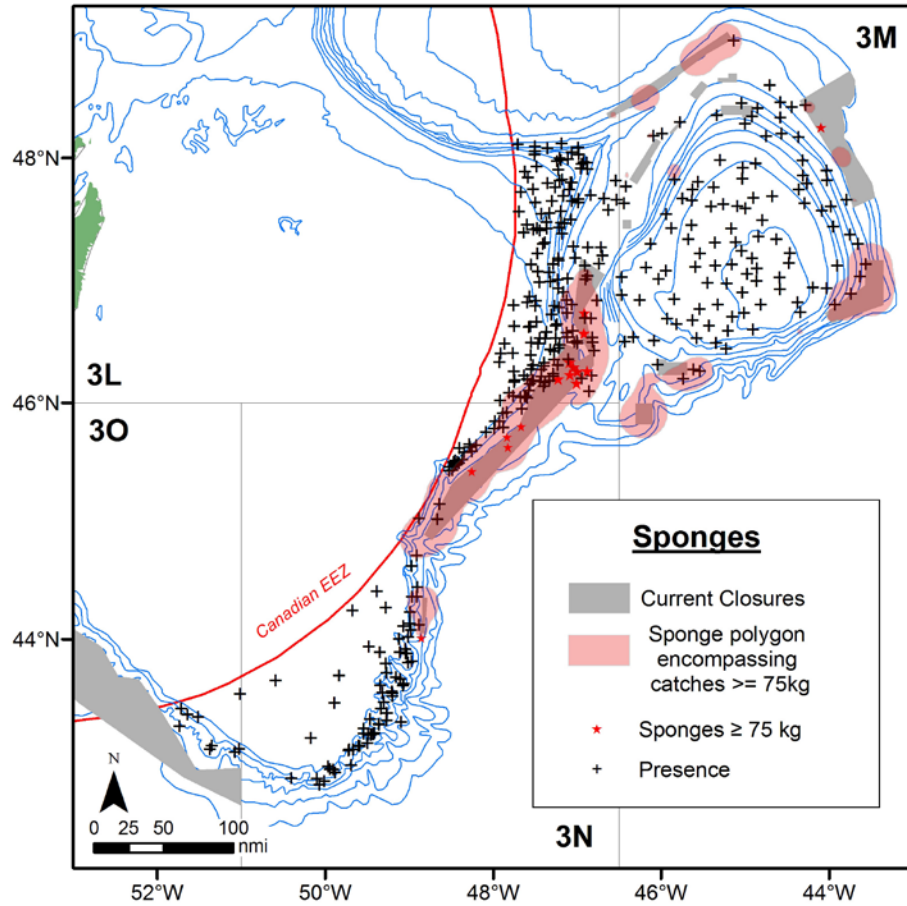 3M
48°N
3L
46°N
3O
Sponges
Current Closures
Sponge polygon
encompassing
catches >= 75kg
Canadian EEZ
44°N
Sponges ≥ 75 kg
Presence
N
0 25 50 100
nmi
3N
52°W 50°W 48°W 46°W 44°W